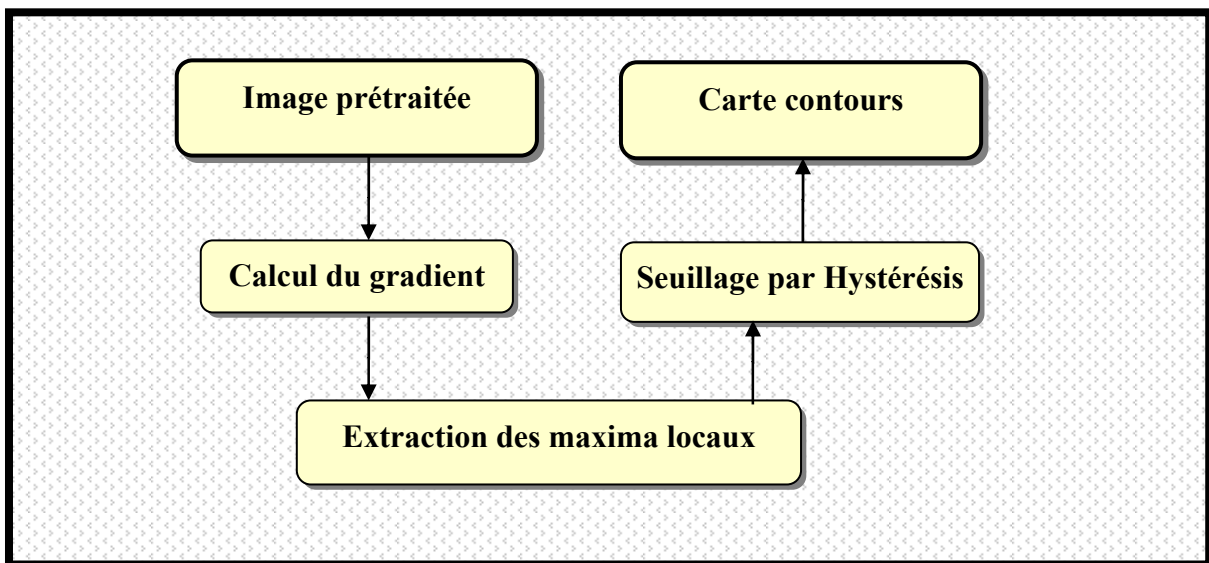 Image prétraitée
Carte contours
Calcul du gradient
Seuillage par Hystérésis
Extraction des maxima locaux